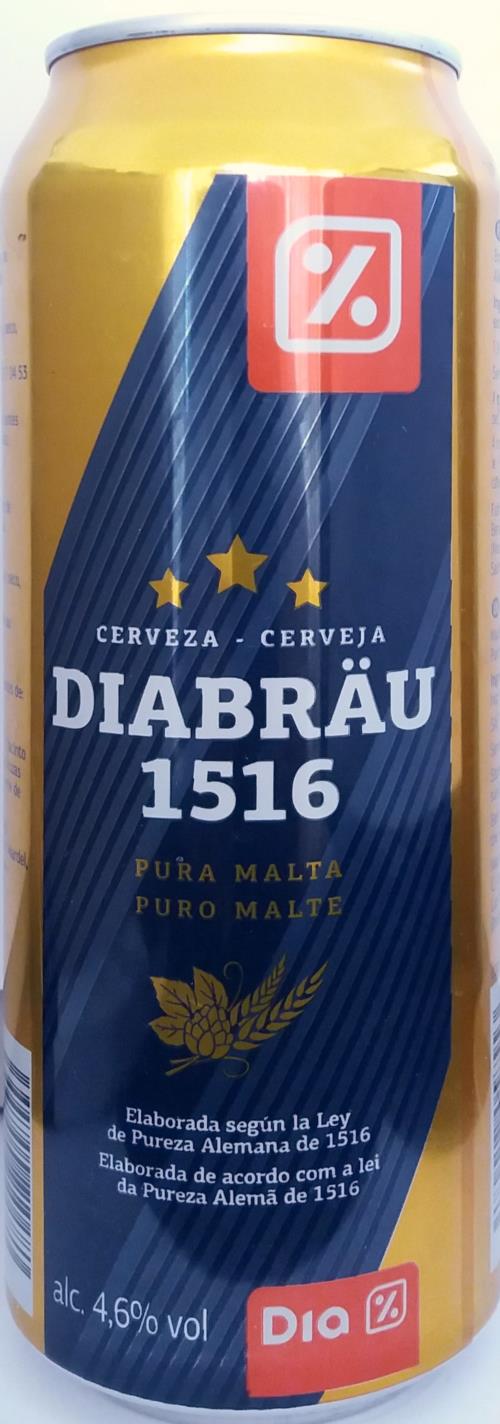 CERVEZA - CERVEJA
DIABRÄU
1516
PURA MALTA
PURO MALTE
Elaborada según la Ley
de Pureza Alemana de 1516
Elaborada de acordo com a lei
da Pureza Alemã de 1516
alc. 4,6% vol
Dia %